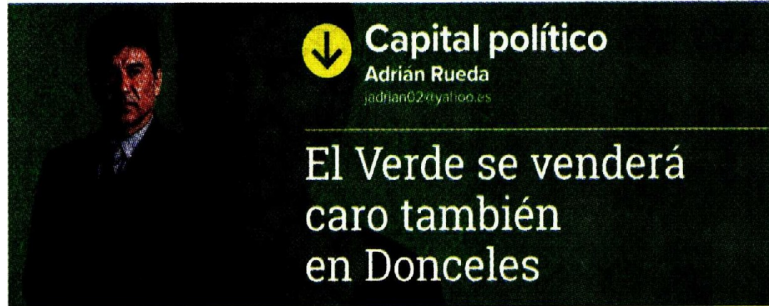 Capital político
Adrián Rueda
jadrian02@yahoo.es
El Verde se venderá
caro también
en Donceles